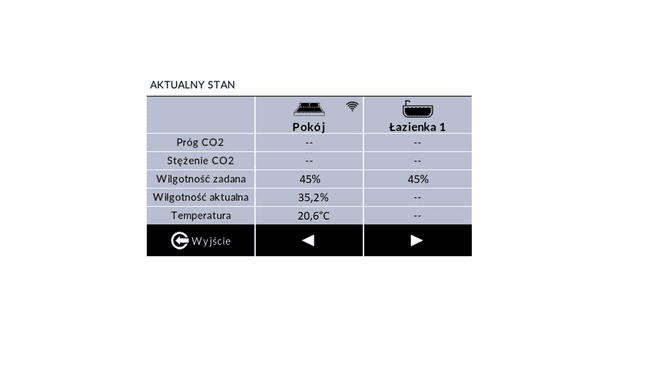 AKTUALNY STAN
Pokój Łazienka 1
Próg CO2 -- --
Stężenie CO2 -- --
Wilgotność zadana 45% 45%
Wilgotność aktualna 35,2% --
Temperatura 20,6°C --
Wyjście